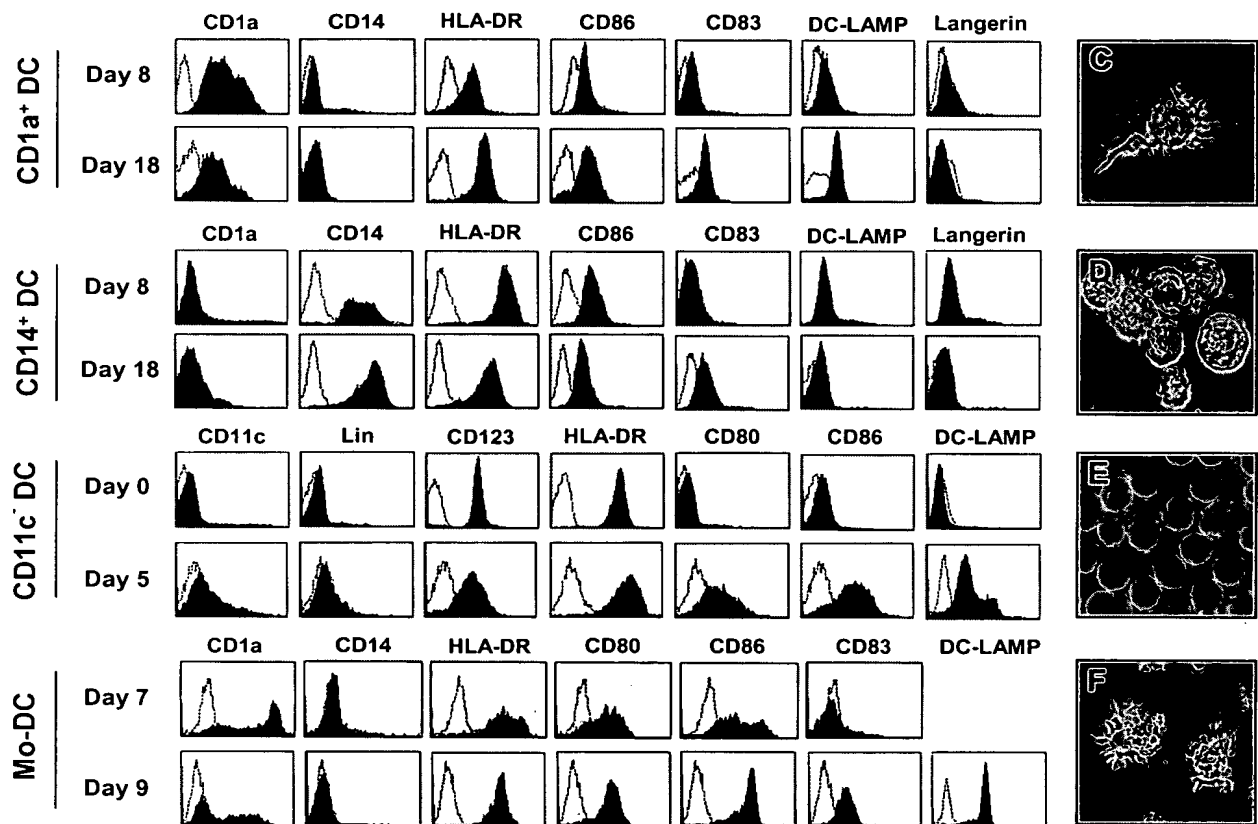 CD1a CD14 HLA-DR CD86 CD83 DC-LAMP Langerin
CD1a⁺ DC
Day 8
Day 18
C
CD1a CD14 HLA-DR CD86 CD83 DC-LAMP Langerin
CD14⁺ DC
Day 8
Day 18
D
CD11c Lin CD123 HLA-DR CD80 CD86 DC-LAMP
CD11c⁻ DC
Day 0
Day 5
E
CD1a CD14 HLA-DR CD80 CD86 CD83 DC-LAMP
Mo-DC
Day 7
Day 9
F